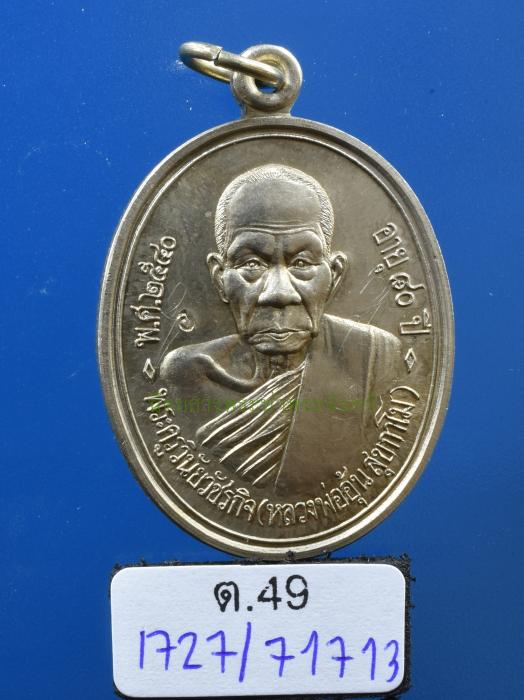 พ.ศ.๒๕๔๐
อายุ ๘๐ ปี
พระครูวินัยวัชรกิจ (หลวงพ่ออุ้น สุขกาโม)
ต.49
1727/71713